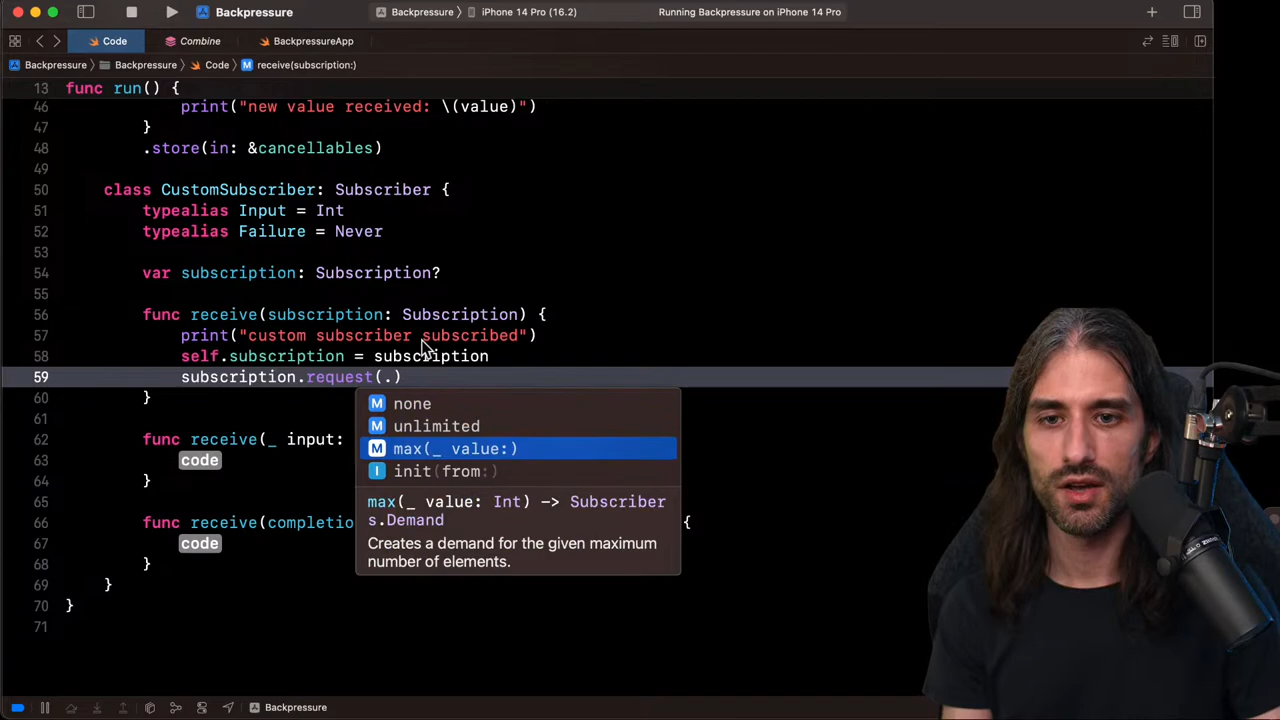 Backpressure
Backpressure
iPhone 14 Pro (16.2)
Running Backpressure on iPhone 14 Pro
Code
Combine
BackpressureApp
Backpressure
Backpressure
Code
M
receive(subscription:)
13 func run() {
46 print("new value received: \(value)")
47 }
48 .store(in: &cancellables)
49
50 class CustomSubscriber: Subscriber {
51 typealias Input = Int
52 typealias Failure = Never
53
54 var subscription: Subscription?
55
56 func receive(subscription: Subscription) {
57 print("custom subscriber subscribed")
58 self.subscription = subscription
59 subscription.request(.)
60 }
M none
61
M unlimited
62 func receive(_ input:
M max(_ value:)
63 code
I init(from:)
64 }
65
max(_ value: Int) -> Subscriber
s.Demand
66 func receive(completio {
67 code
Creates a demand for the given maximum
number of elements.
68 }
69 }
70 }
71
Backpressure